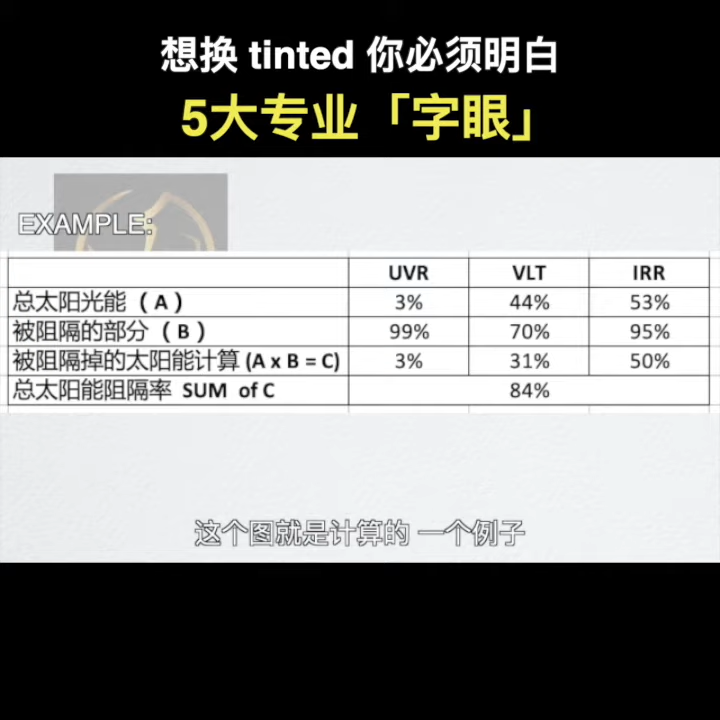 想换 tinted 你必须明白
5大专业「字眼」
EXAMPLE:
UVR VLT IRR
总太阳光能 ( A ) 3% 44% 53%
被阻隔的部分 ( B ) 99% 70% 95%
被阻隔掉的太阳能计算 (A x B = C) 3% 31% 50%
总太阳能阻隔率 SUM of C 84%
这个图就是计算的 一个例子